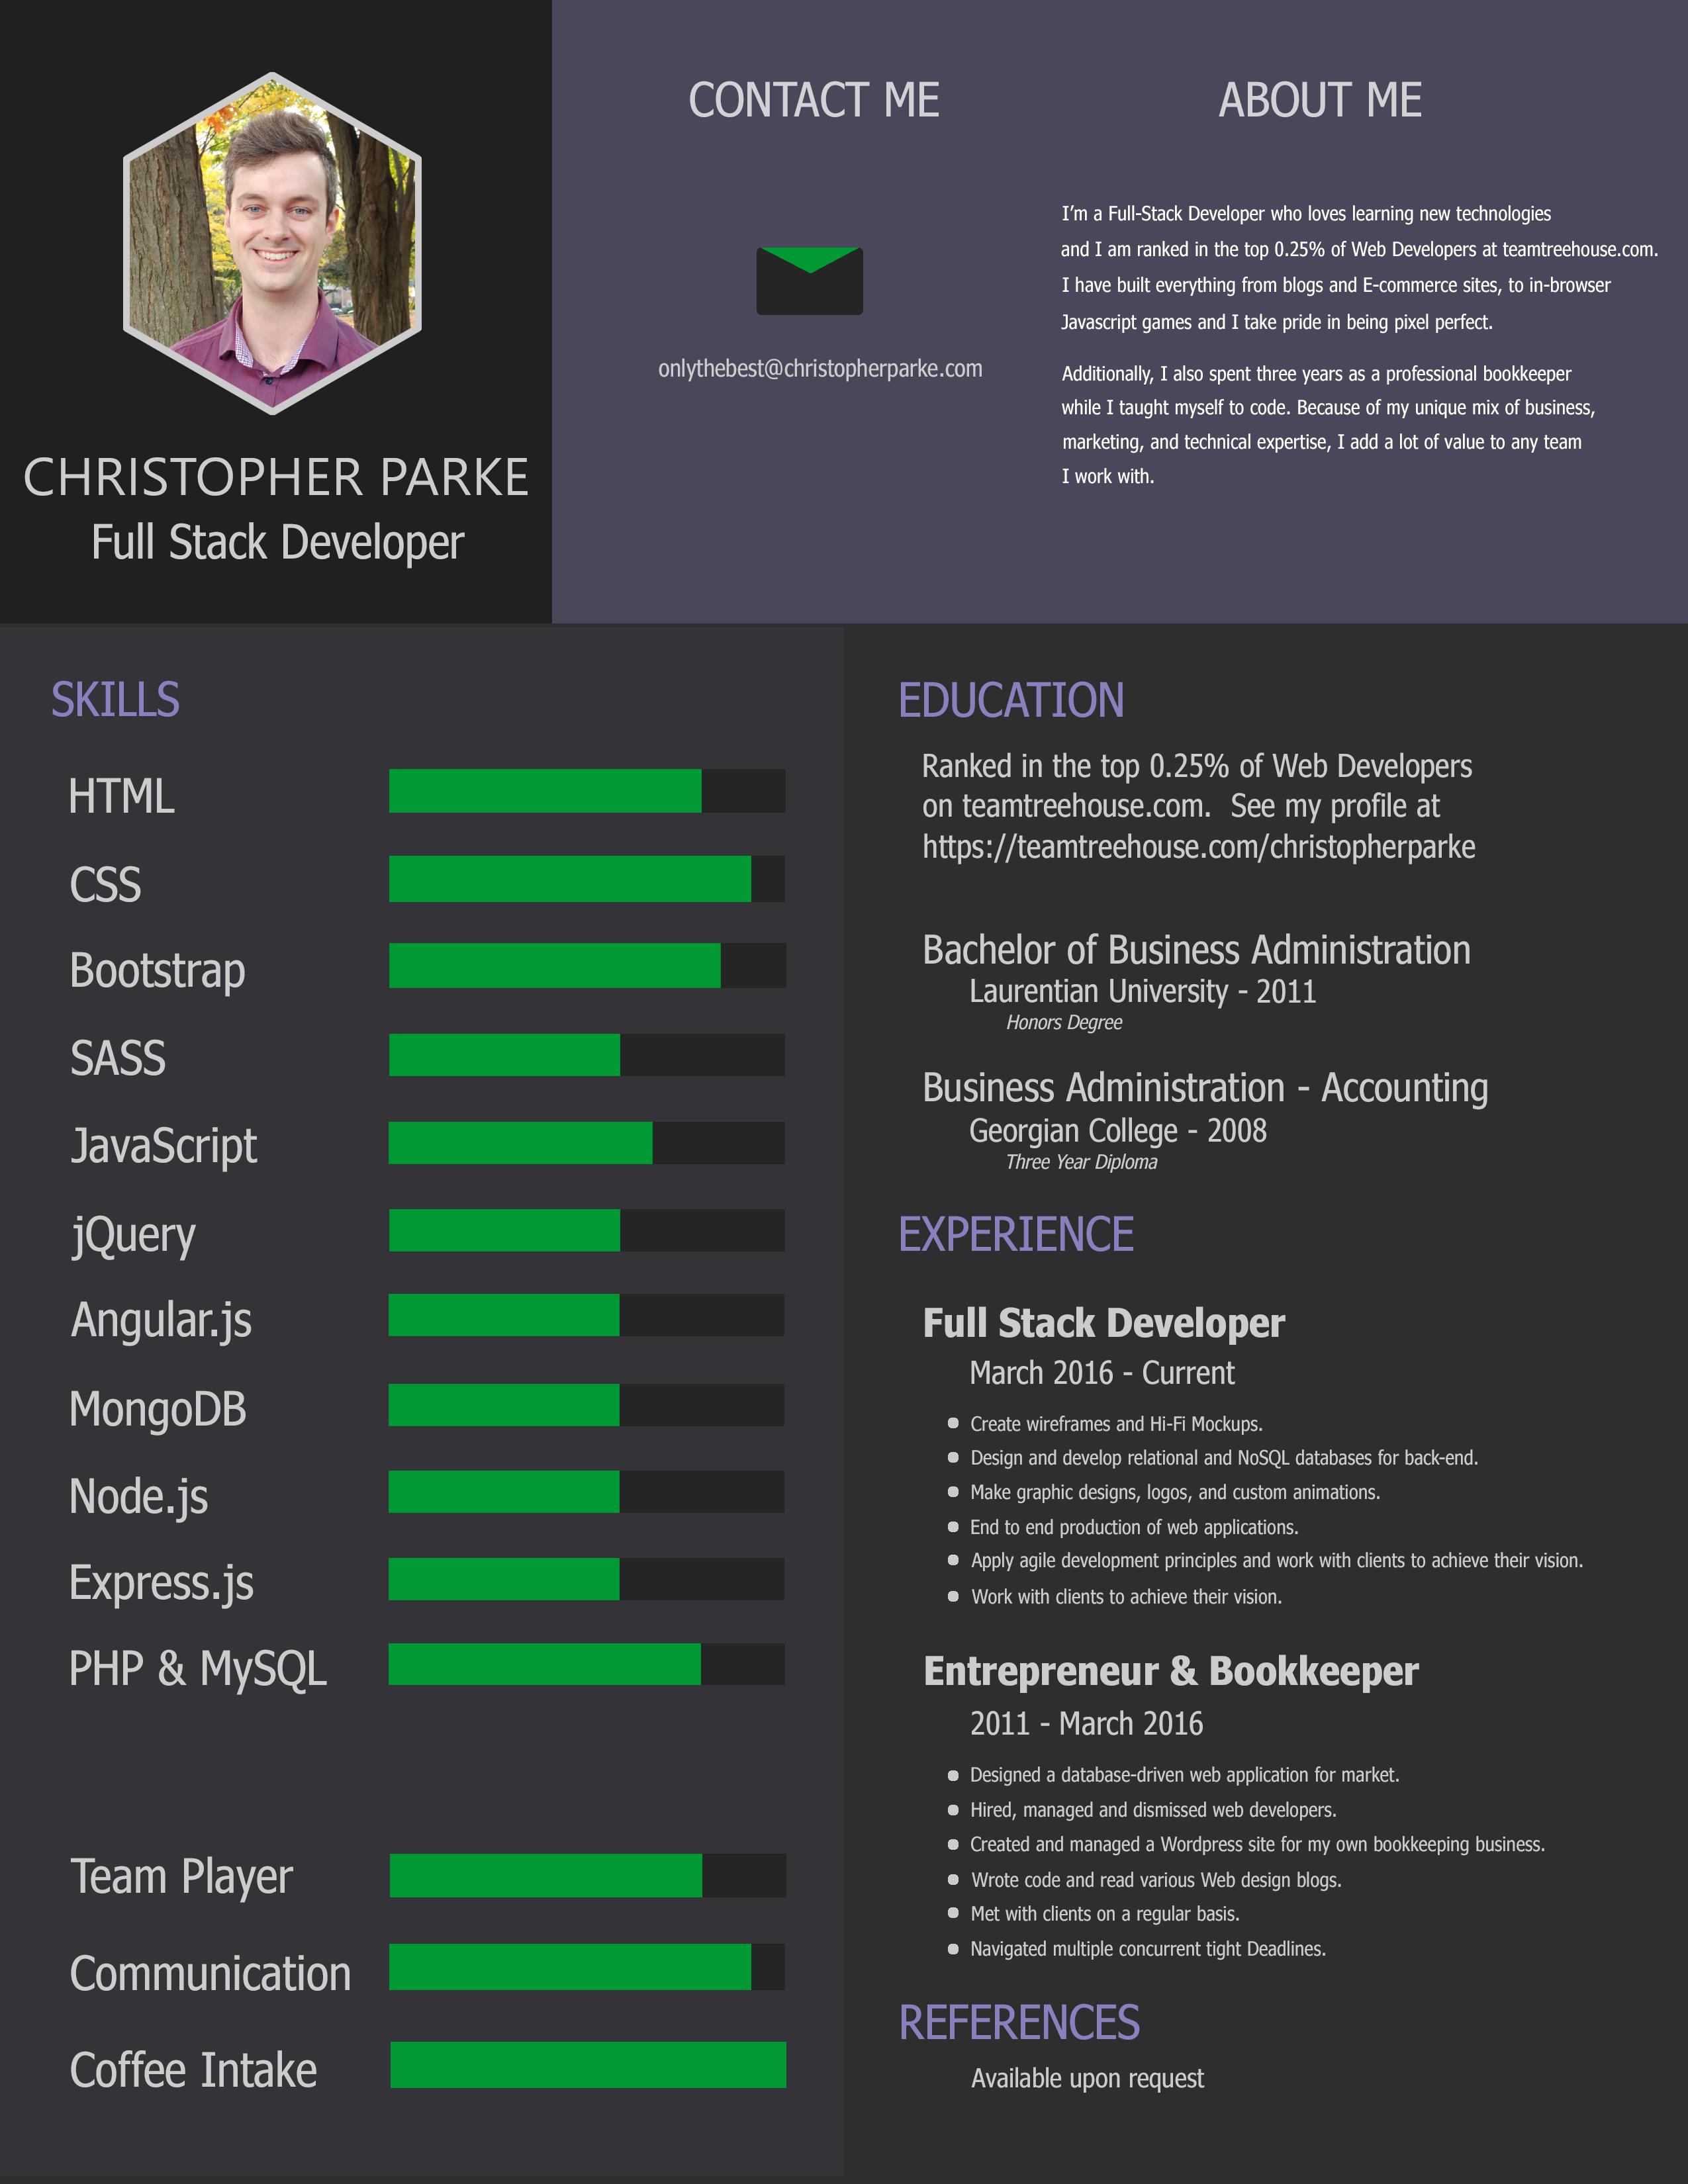 CHRISTOPHER PARKE
Full Stack Developer
CONTACT ME
onlythebest@christopherparke.com
ABOUT ME
I'm a Full-Stack Developer who loves learning new technologies
and I am ranked in the top 0.25% of Web Developers at teamtreehouse.com.
I have built everything from blogs and E-commerce sites, to in-browser
Javascript games and I take pride in being pixel perfect.
Additionally, I also spent three years as a professional bookkeeper
while I taught myself to code. Because of my unique mix of business,
marketing, and technical expertise, I add a lot of value to any team
I work with.
SKILLS
HTML
CSS
Bootstrap
SASS
JavaScript
jQuery
Angular.js
MongoDB
Node.js
Express.js
PHP & MySQL
Team Player
Communication
Coffee Intake
EDUCATION
Ranked in the top 0.25% of Web Developers
on teamtreehouse.com.  See my profile at
https://teamtreehouse.com/christopherparke
Bachelor of Business Administration
Laurentian University - 2011
Honors Degree
Business Administration - Accounting
Georgian College - 2008
Three Year Diploma
EXPERIENCE
Full Stack Developer
March 2016 - Current
● Create wireframes and Hi-Fi Mockups.
● Design and develop relational and NoSQL databases for back-end.
● Make graphic designs, logos, and custom animations.
● End to end production of web applications.
● Apply agile development principles and work with clients to achieve their vision.
● Work with clients to achieve their vision.
Entrepreneur & Bookkeeper
2011 - March 2016
● Designed a database-driven web application for market.
● Hired, managed and dismissed web developers.
● Created and managed a Wordpress site for my own bookkeeping business.
● Wrote code and read various Web design blogs.
● Met with clients on a regular basis.
● Navigated multiple concurrent tight Deadlines.
REFERENCES
Available upon request